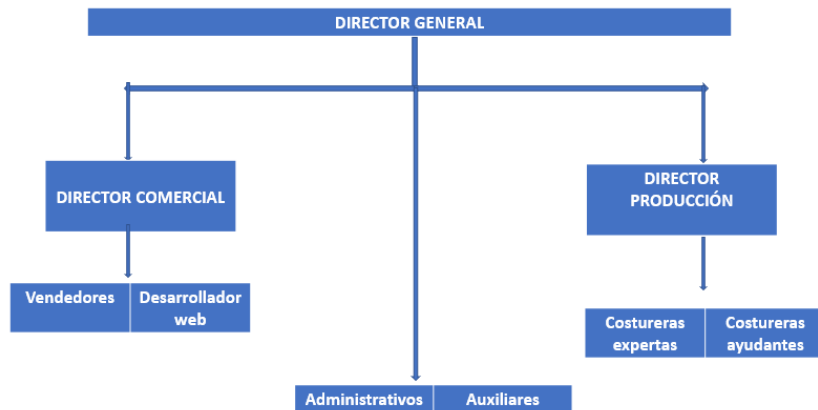 DIRECTOR GENERAL
DIRECTOR COMERCIAL
DIRECTOR
PRODUCCIÓN
Vendedores
Desarrollador
web
Costureras
expertas
Costureras
ayudantes
Administrativos
Auxiliares